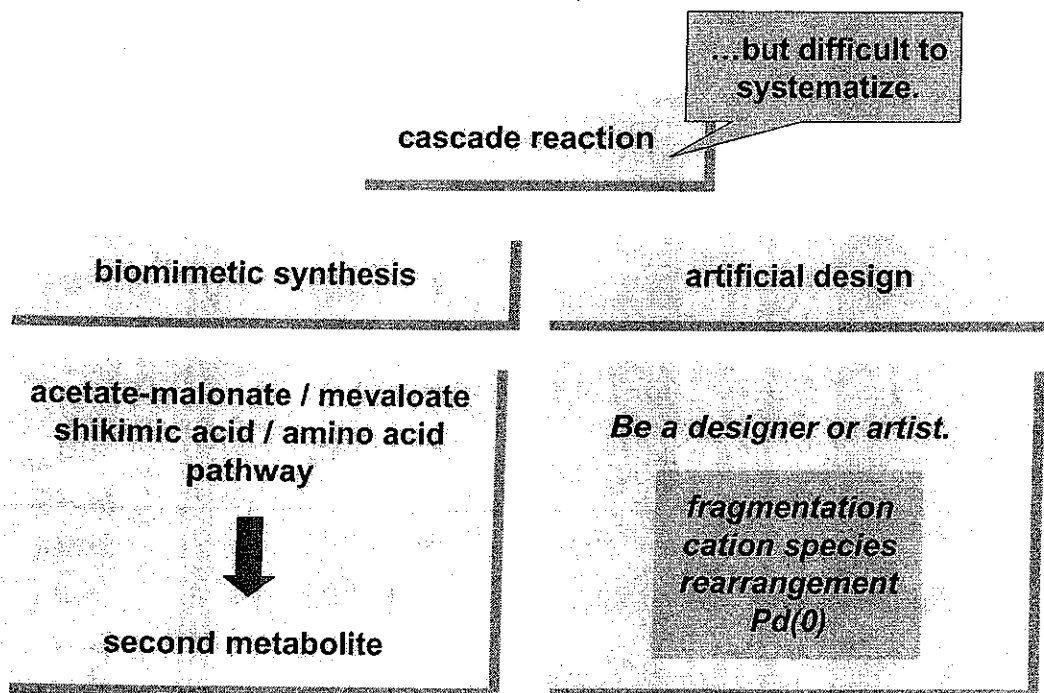 ...but difficult to
systematize.
cascade reaction
biomimetic synthesis
artificial design
acetate-malonate / mevaloate
shikimic acid / amino acid
pathway
second metabolite
Be a designer or artist.
fragmentation
cation species
rearrangement
Pd(0)